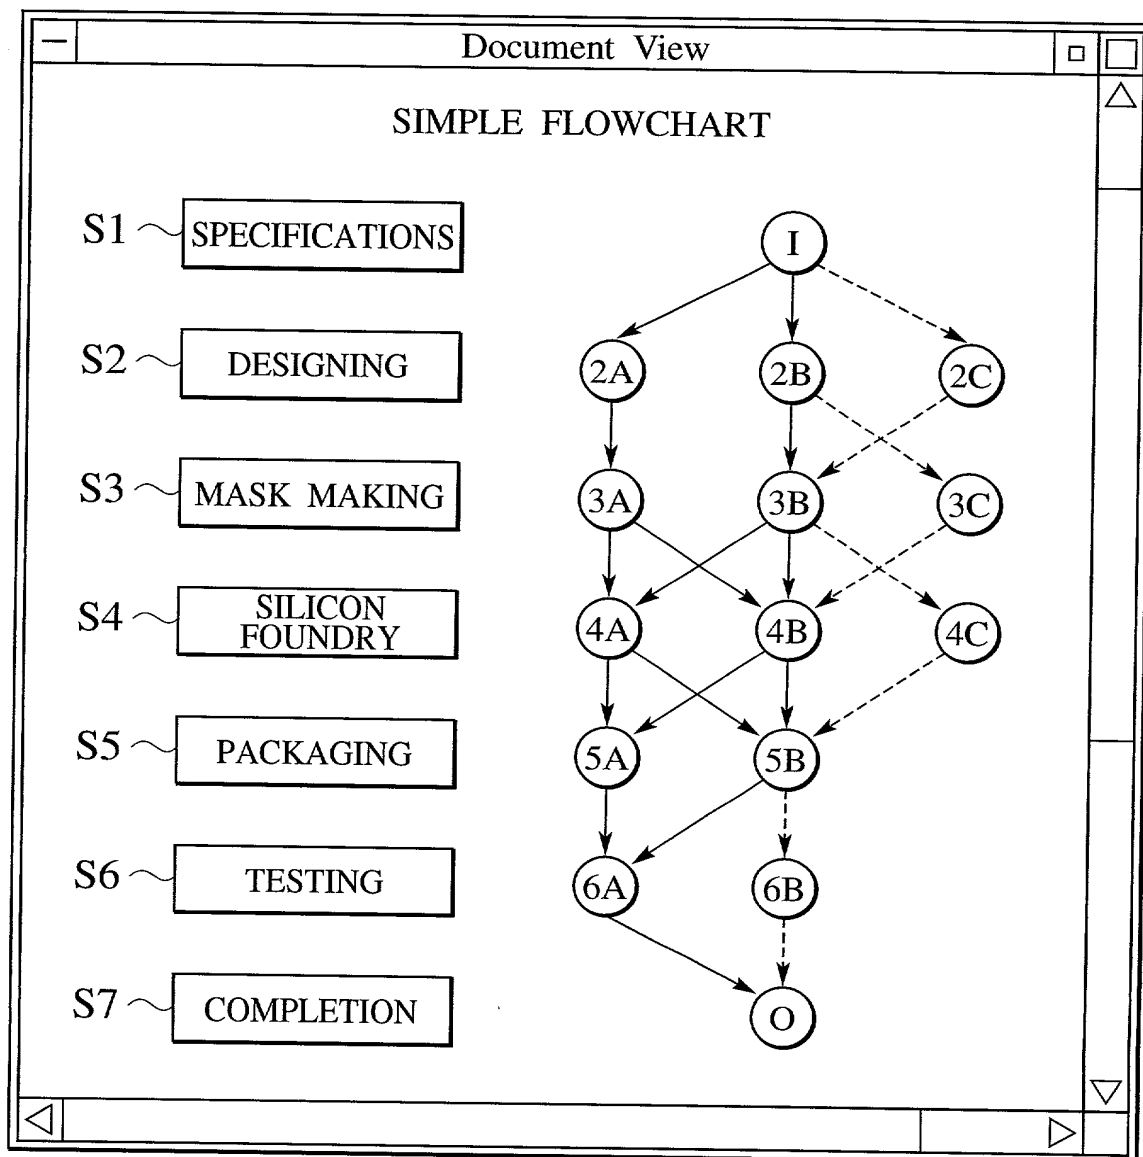 Document View
SIMPLE FLOWCHART
S1 SPECIFICATIONS I
S2 DESIGNING 2A 2B 2C
S3 MASK MAKING 3A 3B 3C
S4 SILICON
FOUNDRY 4A 4B 4C
S5 PACKAGING 5A 5B
S6 TESTING 6A 6B
S7 COMPLETION O